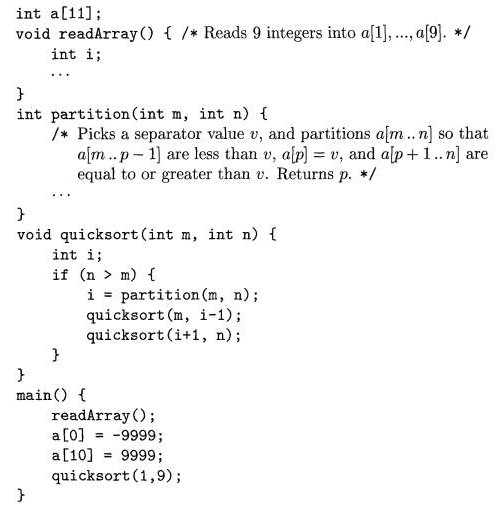 int a[11];
void readArray() { /* Reads 9 integers into a[1], ..., a[9]. */
    int i;
    ...
}
int partition(int m, int n) {
    /* Picks a separator value v, and partitions a[m .. n] so that
       a[m .. p − 1] are less than v, a[p] = v, and a[p + 1 .. n] are
       equal to or greater than v. Returns p. */
    ...
}
void quicksort(int m, int n) {
    int i;
    if (n > m) {
        i = partition(m, n);
        quicksort(m, i-1);
        quicksort(i+1, n);
    }
}
main() {
    readArray();
    a[0] = -9999;
    a[10] = 9999;
    quicksort(1,9);
}